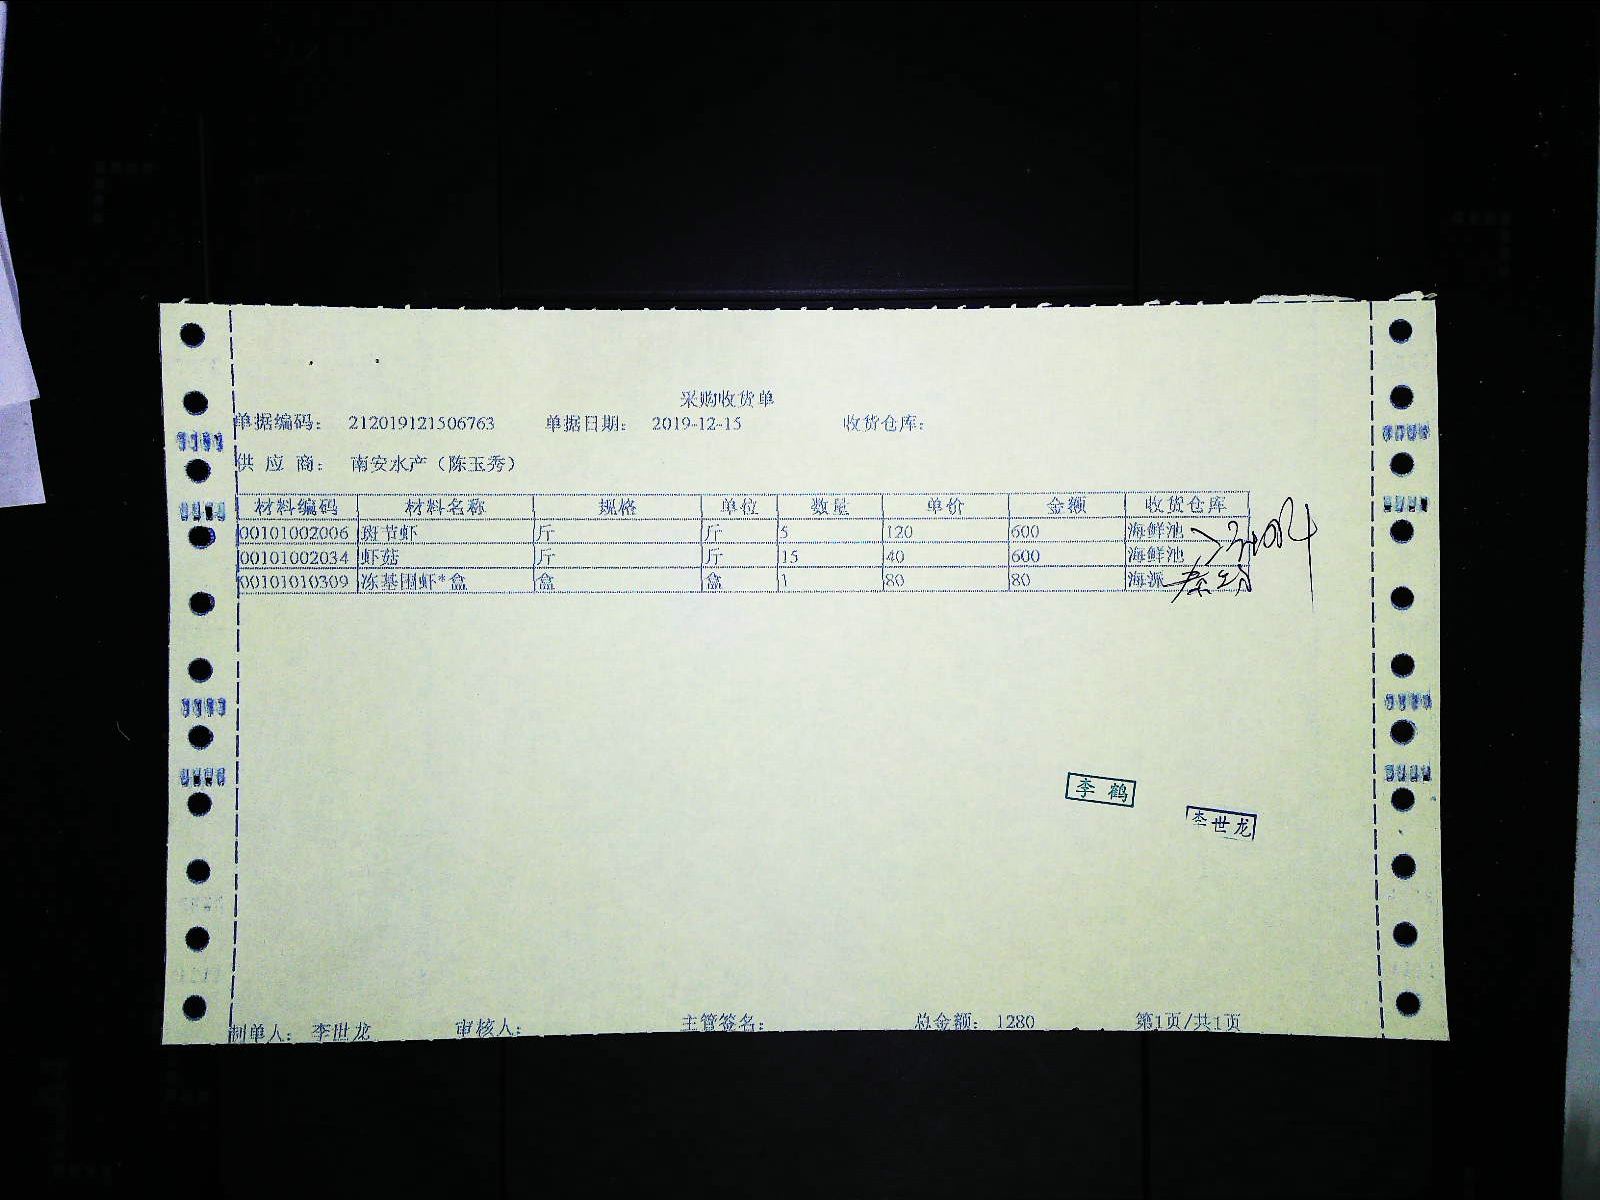 采购收货单
单据编码： 212019121506763 单据日期： 2019-12-15 收货仓库：
供 应 商： 南安水产（陈玉秀）
材料编码 材料名称 规格 单位 数量 单价 金额 收货仓库
00101002006 斑节虾 斤 斤 5 120 600 海鲜池
00101002034 虾菇 斤 斤 15 40 600 海鲜池
00101010309 冻基围虾*盒 盒 盒 1 80 80 海派
李 鹤
李世龙
制单人： 李世龙 审核人： 主管签名： 总金额： 1280 第1页/共1页